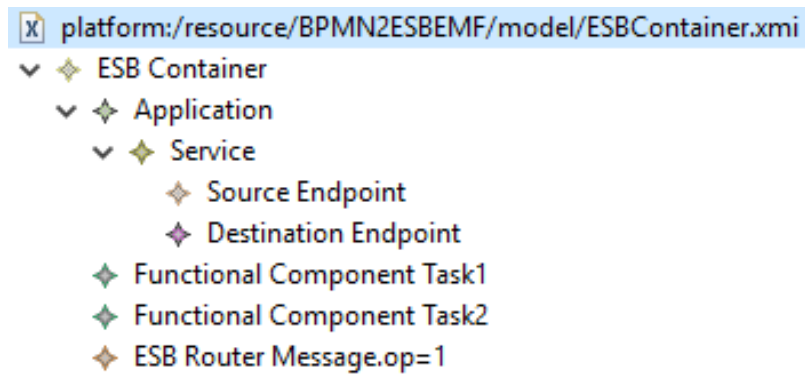 platform:/resource/BPMN2ESBEMF/model/ESBContainer.xmi
ESB Container
Application
Service
Source Endpoint
Destination Endpoint
Functional Component Task1
Functional Component Task2
ESB Router Message.op=1